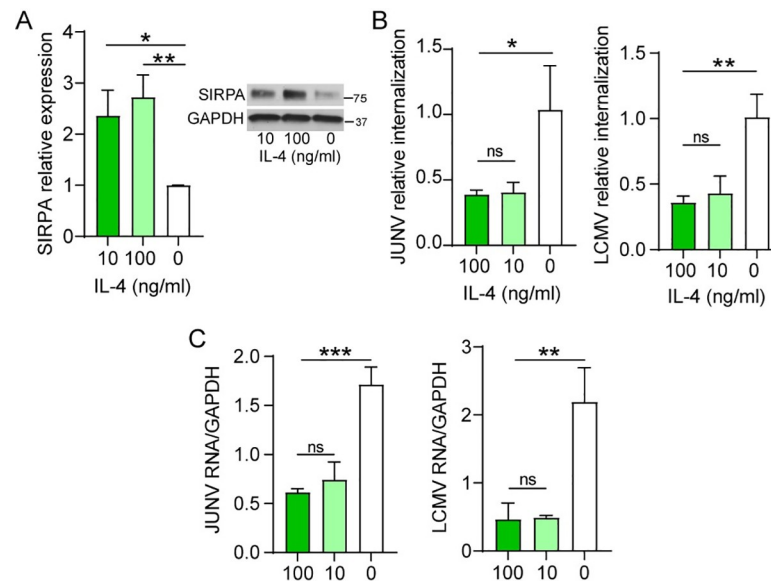 A
SIRPA relative expression
4
3
2
1
0
*
**
10 100 0
IL-4 (ng/ml)
SIRPA
GAPDH
75
37
10 100 0
IL-4 (ng/ml)
B
JUNV relative internalization
1.5
1.0
0.5
0.0
*
ns
100 10 0
IL-4 (ng/ml)
LCMV relative internalization
1.5
1.0
0.5
0.0
**
ns
100 10 0
IL-4 (ng/ml)
C
JUNV RNA/GAPDH
2.0
1.5
1.0
0.5
0.0
***
ns
100 10 0
LCMV RNA/GAPDH
3
2
1
0
**
ns
100 10 0